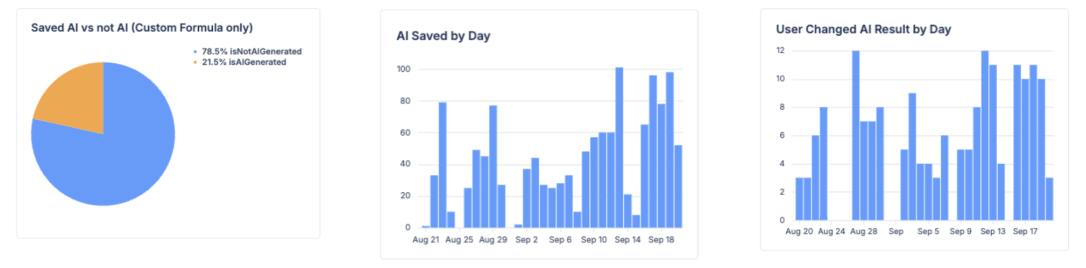 Saved AI vs not AI (Custom Formula only)
78.5% isNotAIGenerated
21.5% isAIGenerated
AI Saved by Day
100
80
60
40
20
0
Aug 21 Aug 25 Aug 29 Sep 2 Sep 6 Sep 10 Sep 14 Sep 18
User Changed AI Result by Day
12
10
8
6
4
2
0
Aug 20 Aug 24 Aug 28 Sep Sep 5 Sep 9 Sep 13 Sep 17